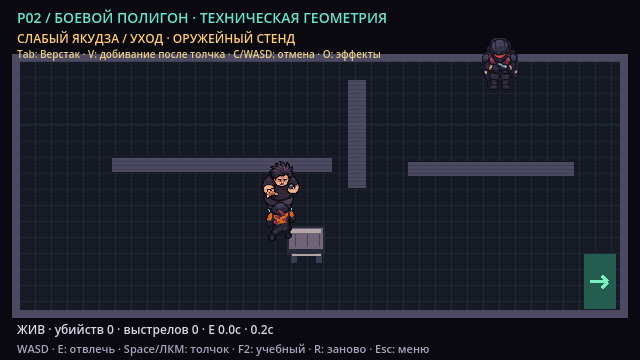 P02 / БОЕВОЙ ПОЛИГОН · ТЕХНИЧЕСКАЯ ГЕОМЕТРИЯ
СЛАБЫЙ ЯКУДЗА / УХОД · ОРУЖЕЙНЫЙ СТЕНД
Tab: Верстак · V: добивание после толчка · C/WASD: отмена · O: эффекты
ЖИВ · убийств 0 · выстрелов 0 · E 0.0с · 0.2с
WASD · E: отвлечь · Space/ЛКМ: толчок · F2: учебный · R: заново · Esc: меню